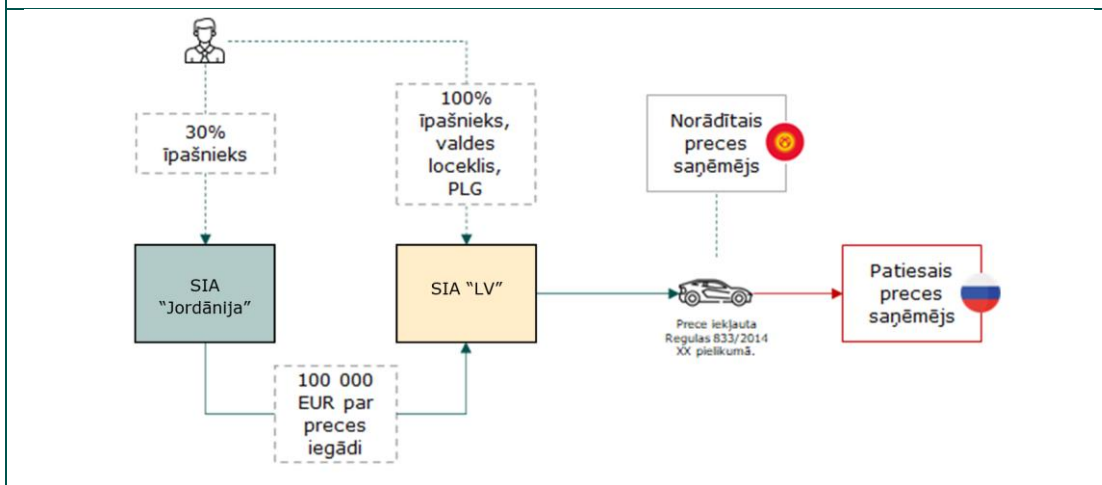 30%
īpašnieks
100%
īpašnieks,
valdes
loceklis,
PLG
Norādītais
preces
saņēmējs
SIA
“Jordānija”
SIA “LV”
Prece iekļauta
Regulas 833/2014
XX pielikumā.
Patiesais
preces
saņēmējs
100 000
EUR par
preces
iegādi